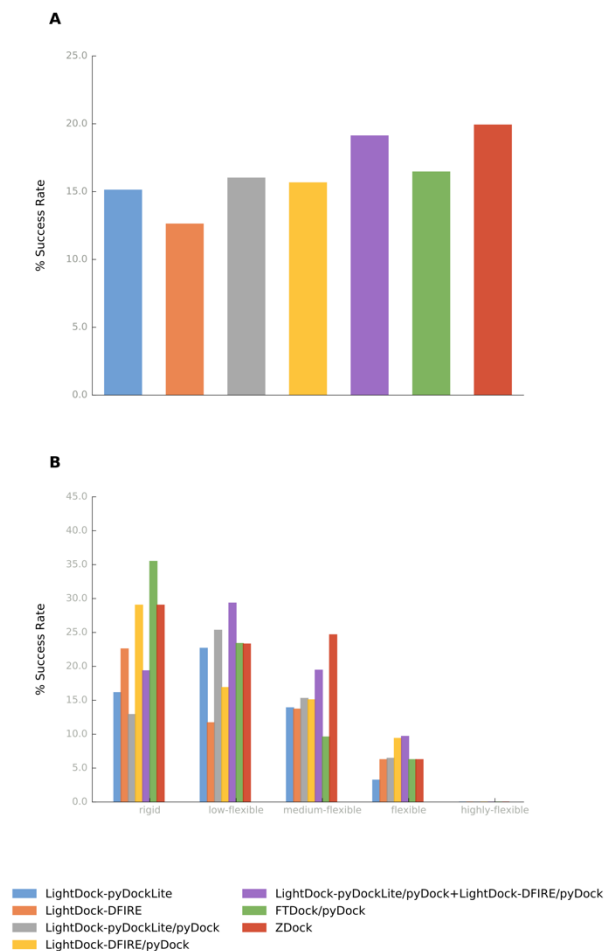 A
25.0
20.0
15.0
10.0
5.0
0.0
% Success Rate
B
45.0
40.0
35.0
30.0
25.0
20.0
15.0
10.0
5.0
0.0
% Success Rate
rigid low-flexible medium-flexible flexible highly-flexible
LightDock-pyDockLite
LightDock-DFIRE
LightDock-pyDockLite/pyDock
LightDock-DFIRE/pyDock
LightDock-pyDockLite/pyDock+LightDock-DFIRE/pyDock
FTDock/pyDock
ZDock